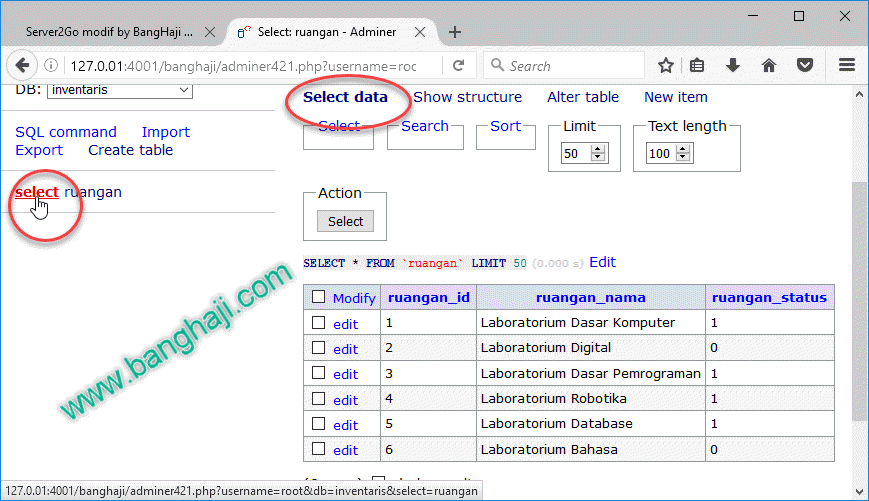 Server2Go modif by BangHaji ...
Select: ruangan - Adminer
127.0.01:4001/banghaji/adminer421.php?username=roo
Search
DB: inventaris
SQL command Import
Export Create table
select ruangan
Select data Show structure Alter table New item
Select Search Sort Limit Text length
50 100
Action
Select
SELECT * FROM `ruangan` LIMIT 50 (0.000 s) Edit
Modify ruangan_id ruangan_nama ruangan_status
edit 1 Laboratorium Dasar Komputer 1
edit 2 Laboratorium Digital 0
edit 3 Laboratorium Dasar Pemrograman 1
edit 4 Laboratorium Robotika 1
edit 5 Laboratorium Database 1
edit 6 Laboratorium Bahasa 0
www.banghaji.com
127.0.01:4001/banghaji/adminer421.php?username=root&db=inventaris&select=ruangan